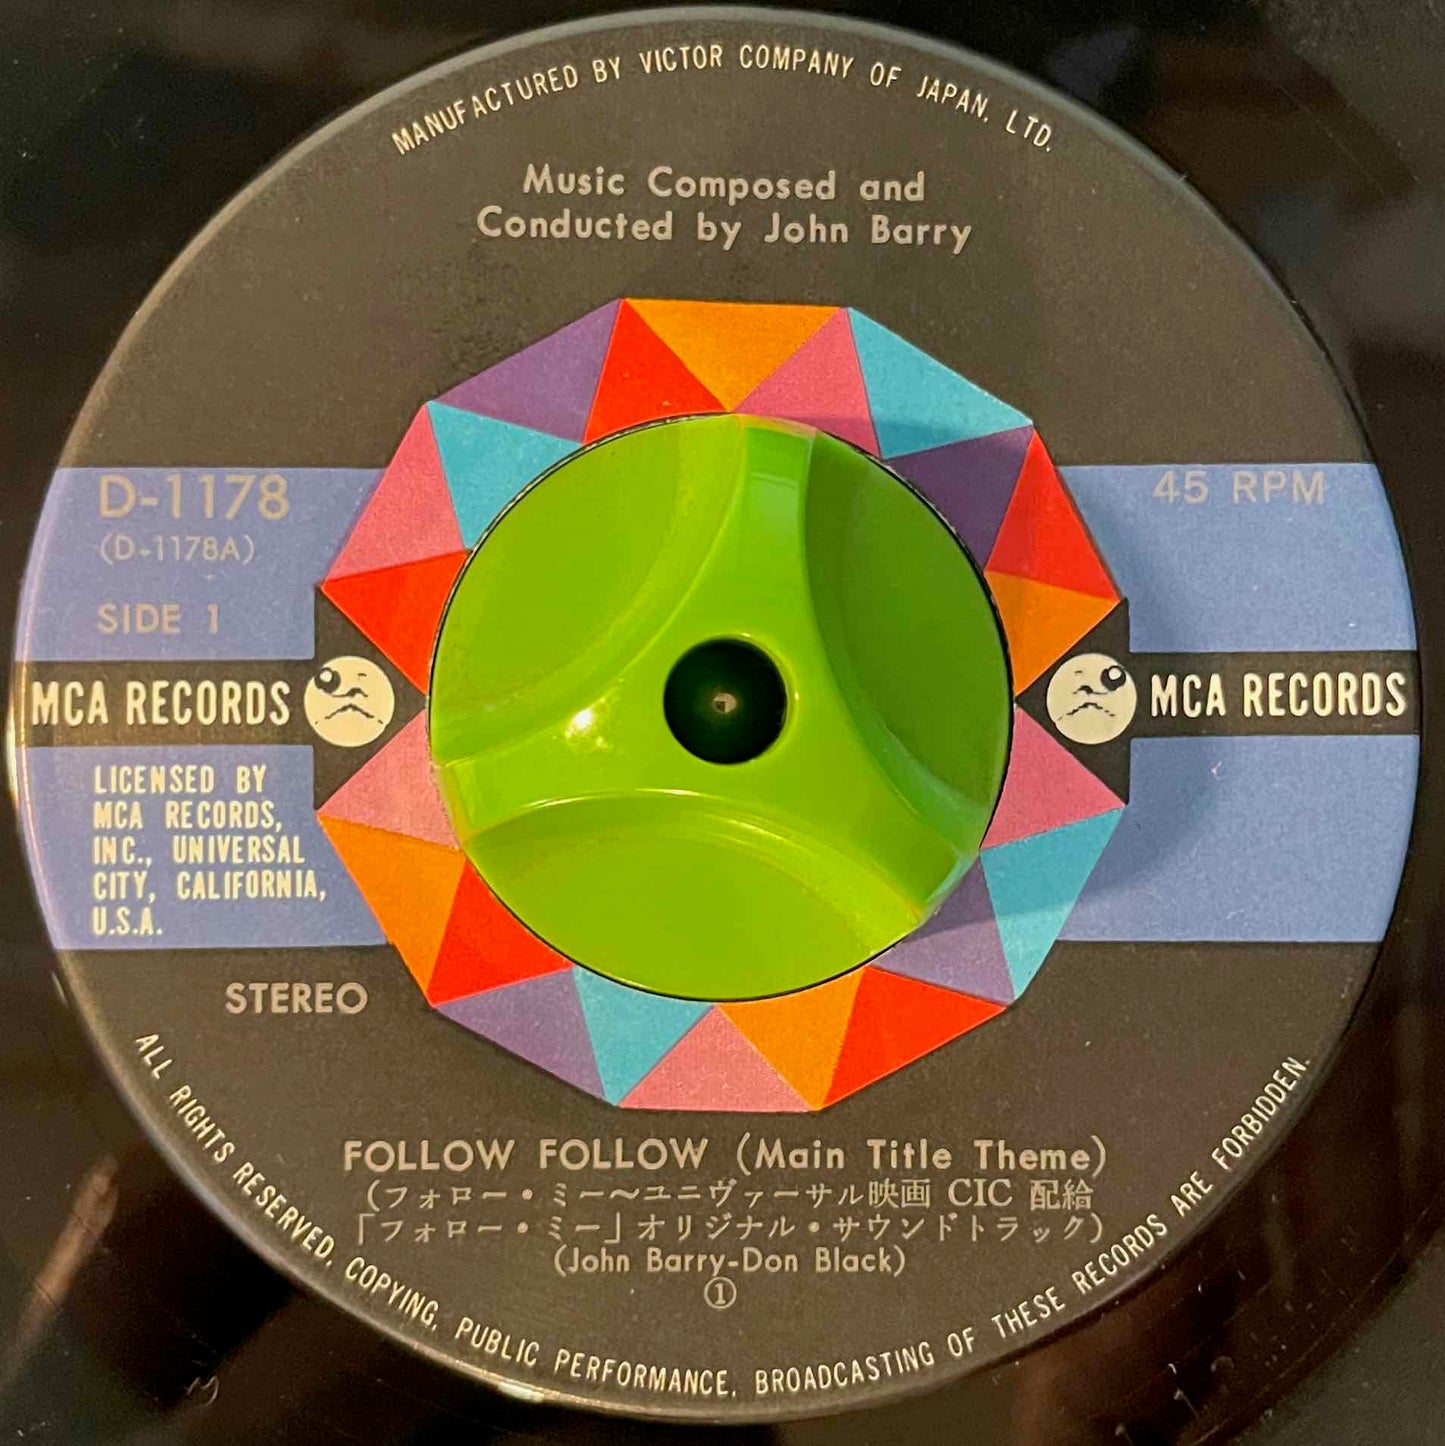 MANUFACTURED BY VICTOR COMPANY OF JAPAN, LTD.
Music Composed and
Conducted by John Barry
D-1178
(D-1178A)
SIDE 1
45 RPM
MCA RECORDS
MCA RECORDS
LICENSED BY
MCA RECORDS,
INC., UNIVERSAL
CITY, CALIFORNIA,
U.S.A.
STEREO
FOLLOW FOLLOW (Main Title Theme)
(フォロー・ミー〜ユニヴァーサル映画 CIC 配給
「フォロー・ミー」オリジナル・サウンドトラック)
(John Barry-Don Black)
①
ALL RIGHTS RESERVED. COPYING, PUBLIC PERFORMANCE, BROADCASTING OF THESE RECORDS ARE FORBIDDEN.